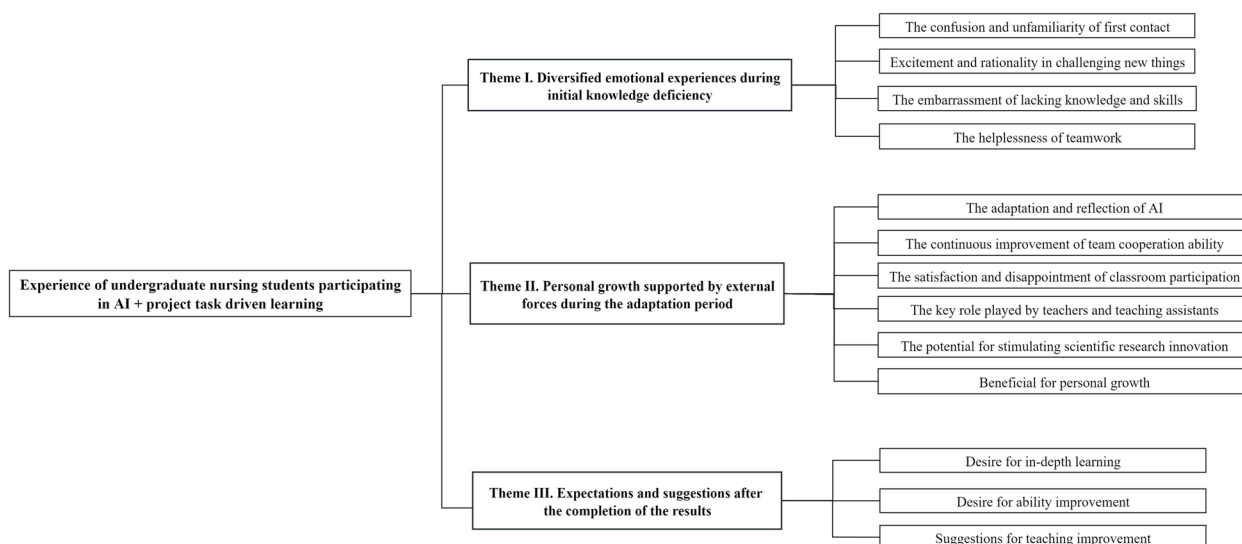 Experience of undergraduate nursing students participating
in AI + project task driven learning
Theme I. Diversified emotional experiences during
initial knowledge deficiency
The confusion and unfamiliarity of first contact
Excitement and rationality in challenging new things
The embarrassment of lacking knowledge and skills
The helplessness of teamwork
Theme II. Personal growth supported by external
forces during the adaptation period
The adaptation and reflection of AI
The continuous improvement of team cooperation ability
The satisfaction and disappointment of classroom participation
The key role played by teachers and teaching assistants
The potential for stimulating scientific research innovation
Beneficial for personal growth
Theme III. Expectations and suggestions after
the completion of the results
Desire for in-depth learning
Desire for ability improvement
Suggestions for teaching improvement